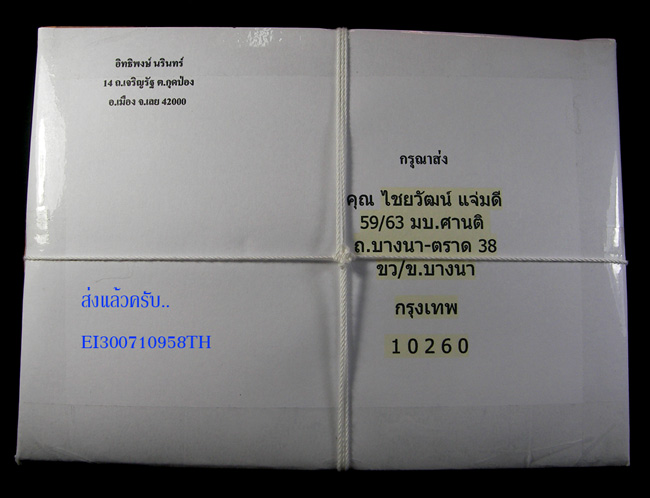 อิทธิพงษ์ นรินทร์
14 ถ.เจริญรัฐ ต.กุดป่อง
อ.เมือง จ.เลย 42000
กรุณาส่ง
คุณ ไชยวัฒน์ แจ่มดี
59/63 มบ.ศานติ
ถ.บางนา-ตราด 38
ขว/ข.บางนา
กรุงเทพ
10260
ส่งแล้วครับ..
EI300710958TH